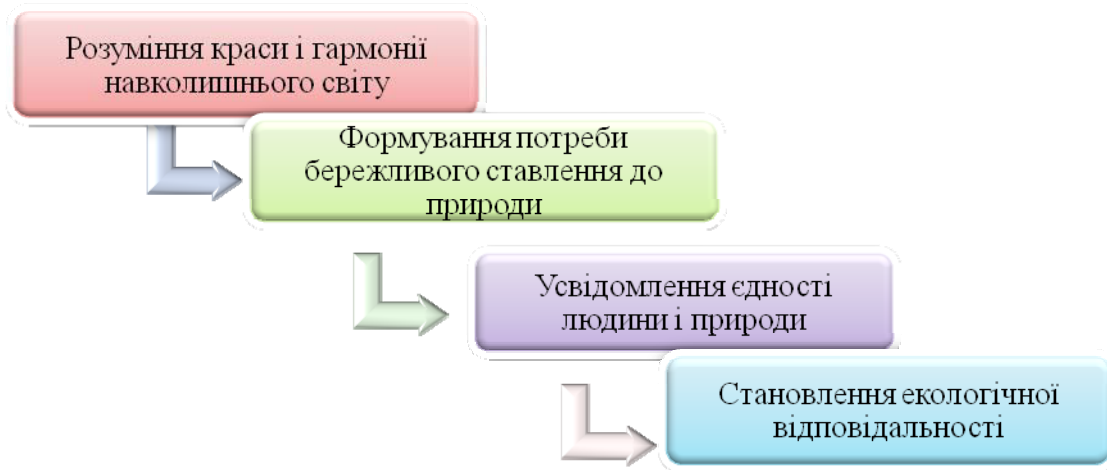 Розуміння краси і гармонії
навколишнього світу
Формування потреби
бережливого ставлення до
природи
Усвідомлення єдності
людини і природи
Становлення екологічної
відповідальності